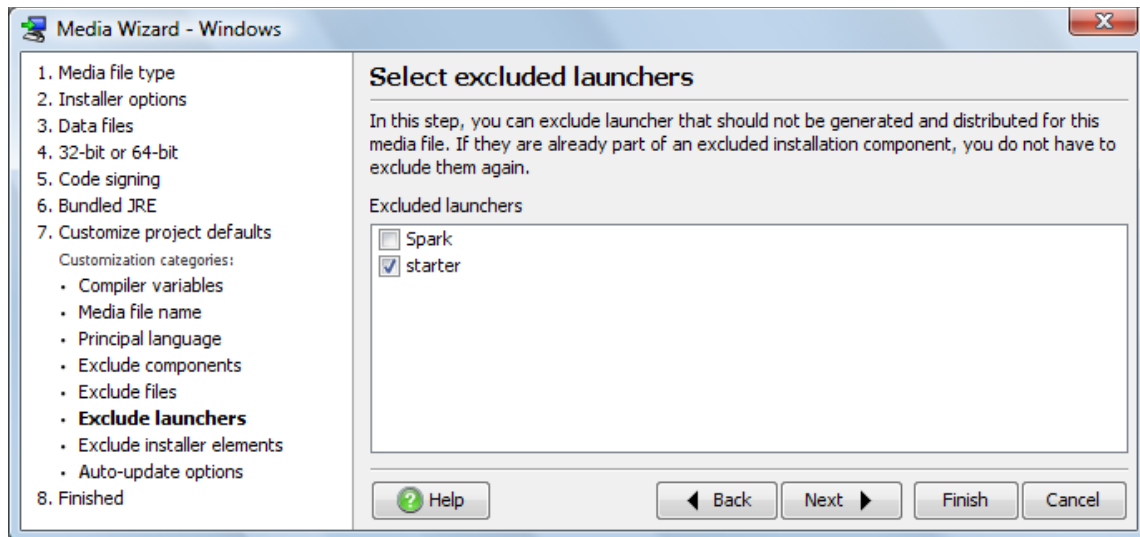 Media Wizard - Windows
1. Media file type
2. Installer options
3. Data files
4. 32-bit or 64-bit
5. Code signing
6. Bundled JRE
7. Customize project defaults
Customization categories:
• Compiler variables
• Media file name
• Principal language
• Exclude components
• Exclude files
• Exclude launchers
• Exclude installer elements
• Auto-update options
8. Finished
Select excluded launchers
In this step, you can exclude launcher that should not be generated and distributed for this
media file. If they are already part of an excluded installation component, you do not have to
exclude them again.
Excluded launchers
Spark
starter
Help
Back
Next
Finish
Cancel